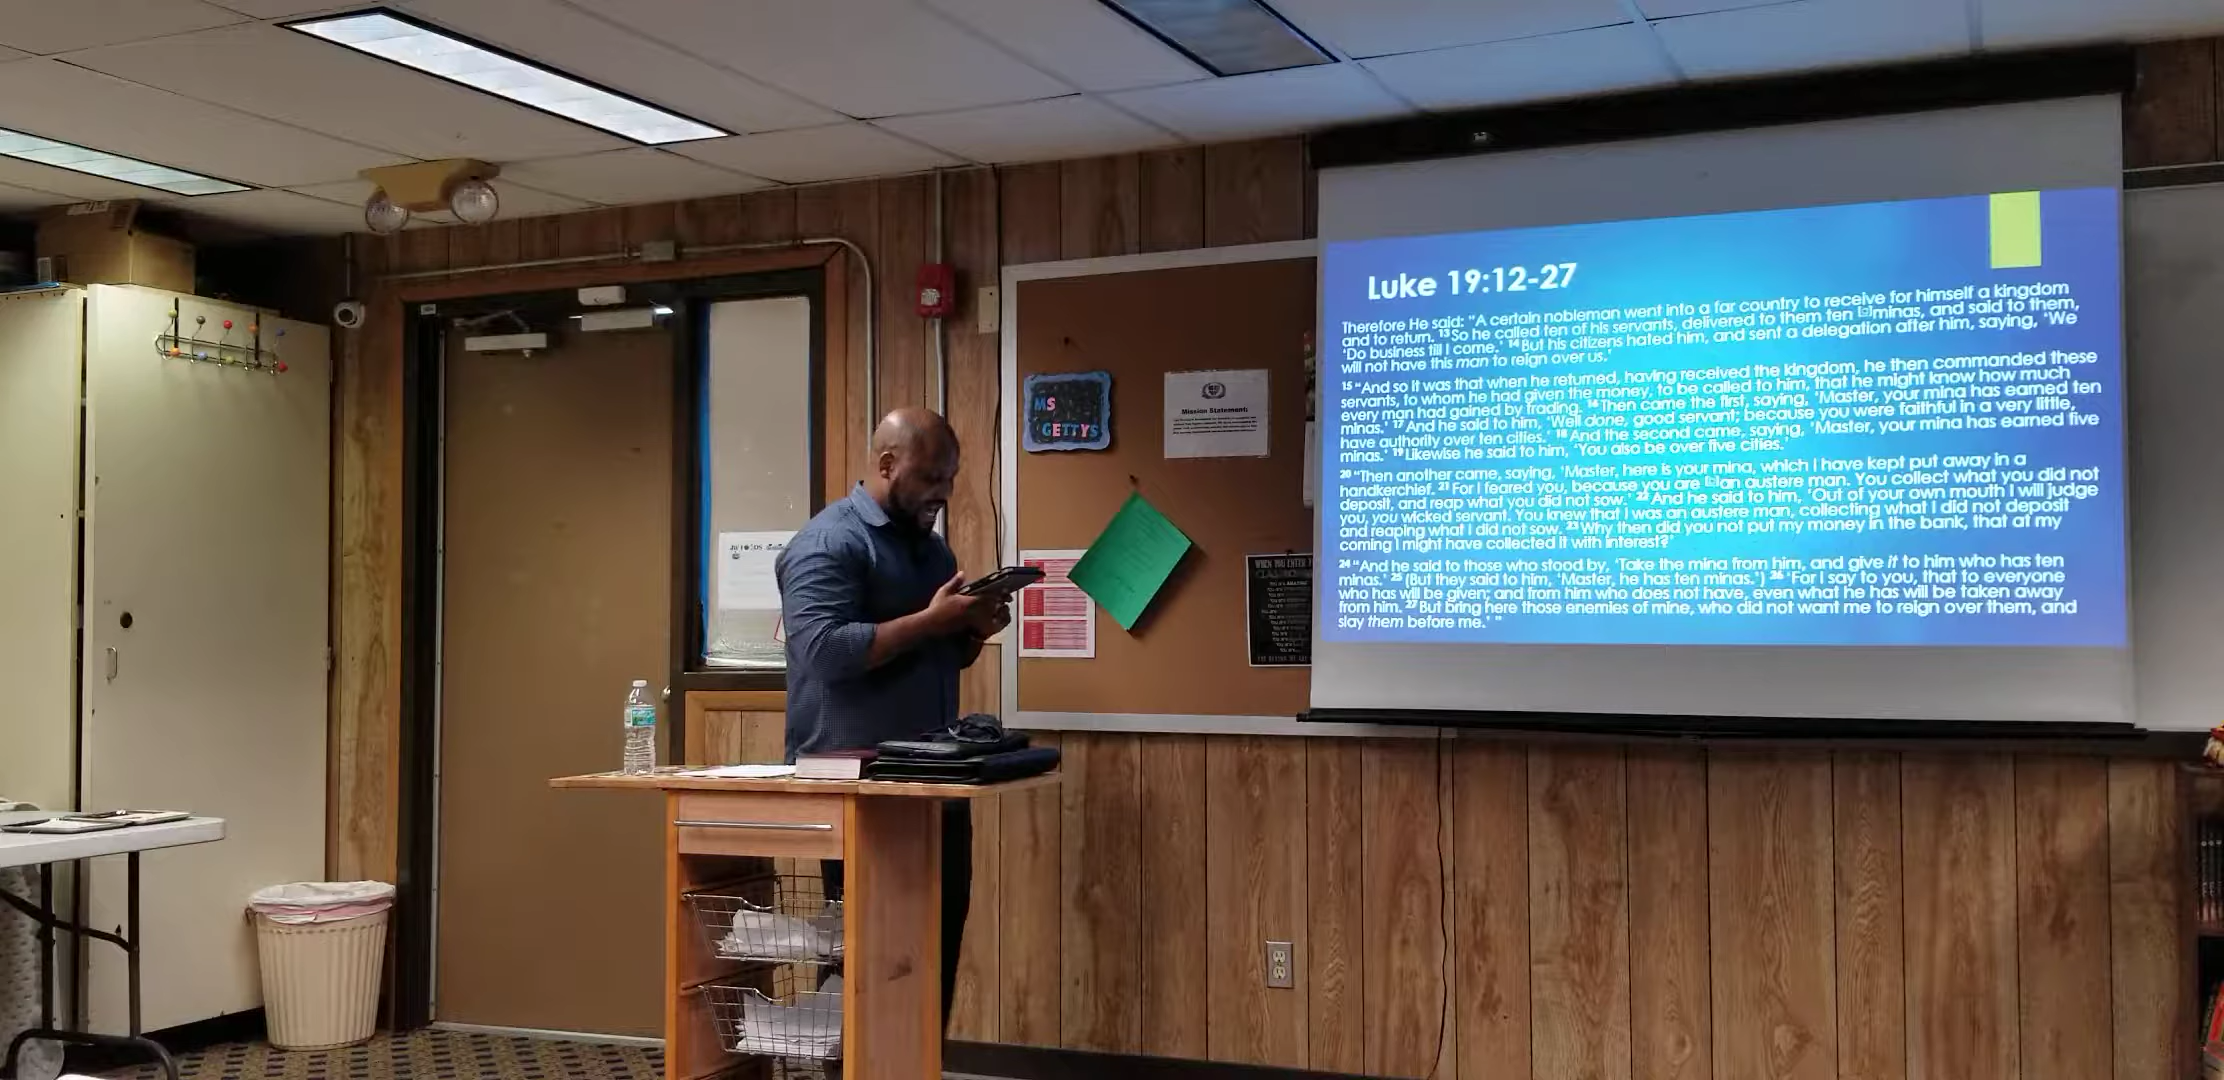 MS
GETTYS
Mission Statement:
WHEN YOU ENTER
Luke 19:12-27
Therefore He said: "A certain nobleman went into a far country to receive for himself a kingdom
and to return. 13 So he called ten of his servants, delivered to them ten [a]minas, and said to them,
'Do business till I come.' 14 But his citizens hated him, and sent a delegation after him, saying, 'We
will not have this man to reign over us.'
15 "And so it was that when he returned, having received the kingdom, he then commanded these
servants, to whom he had given the money, to be called to him, that he might know how much
every man had gained by trading. 16 Then came the first, saying, 'Master, your mina has earned ten
minas.' 17 And he said to him, 'Well done, good servant; because you were faithful in a very little,
have authority over ten cities.' 18 And the second came, saying, 'Master, your mina has earned five
minas.' 19 Likewise he said to him, 'You also be over five cities.'
20 "Then another came, saying, 'Master, here is your mina, which I have kept put away in a
handkerchief. 21 For I feared you, because you are [b]an austere man. You collect what you did not
deposit, and reap what you did not sow.' 22 And he said to him, 'Out of your own mouth I will judge
you, you wicked servant. You knew that I was an austere man, collecting what I did not deposit
and reaping what I did not sow. 23 Why then did you not put my money in the bank, that at my
coming I might have collected it with interest?'
24 "And he said to those who stood by, 'Take the mina from him, and give it to him who has ten
minas.' 25 (But they said to him, 'Master, he has ten minas.') 26 'For I say to you, that to everyone
who has will be given; and from him who does not have, even what he has will be taken away
from him. 27 But bring here those enemies of mine, who did not want me to reign over them, and
slay them before me.' "